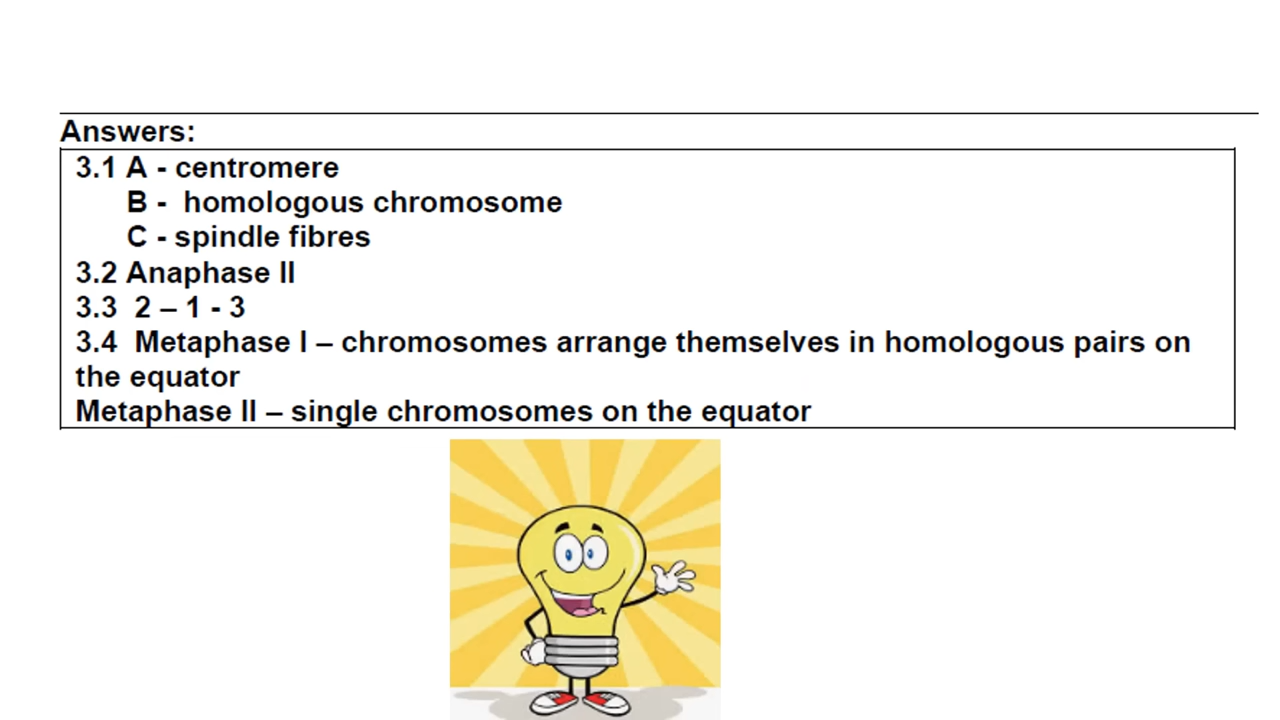 Answers:
3.1 A - centromere
B -  homologous chromosome
C - spindle fibres
3.2 Anaphase II
3.3  2 – 1 - 3
3.4  Metaphase I – chromosomes arrange themselves in homologous pairs on
the equator
Metaphase II – single chromosomes on the equator